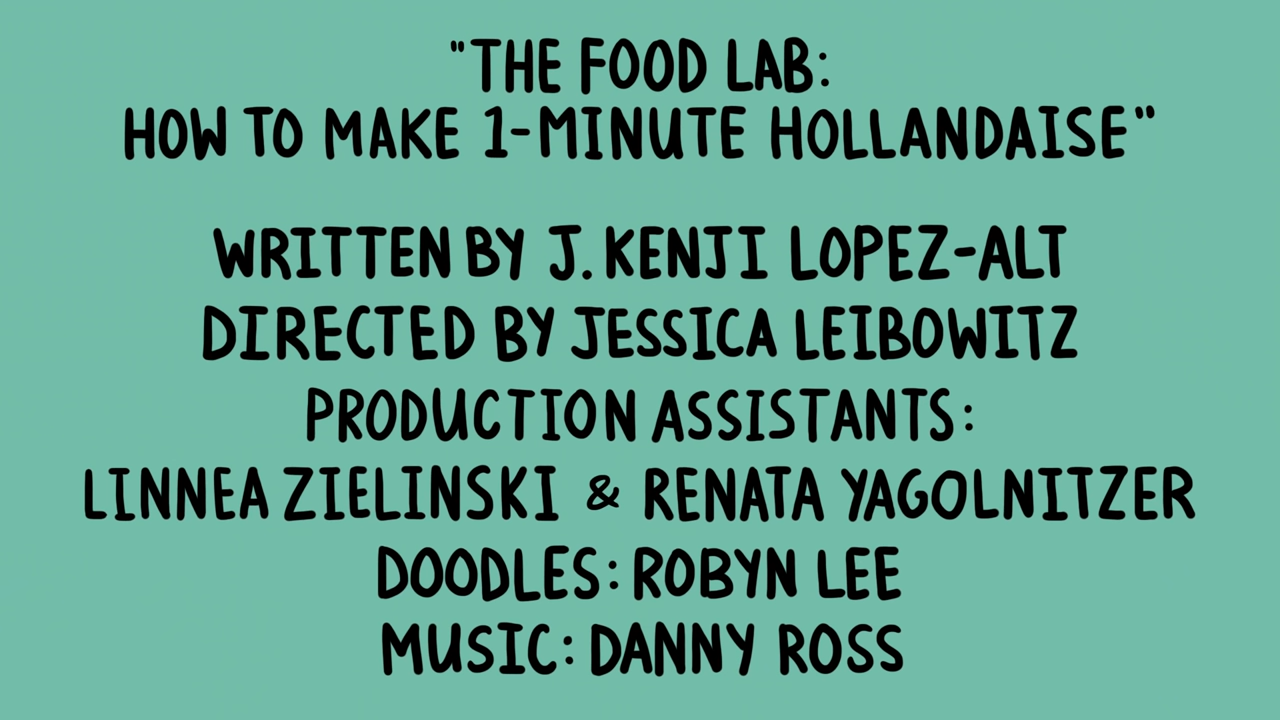 "THE FOOD LAB:
HOW TO MAKE 1-MINUTE HOLLANDAISE"
WRITTEN BY J. KENJI LOPEZ-ALT
DIRECTED BY JESSICA LEIBOWITZ
PRODUCTION ASSISTANTS:
LINNEA ZIELINSKI & RENATA YAGOLNITZER
DOODLES: ROBYN LEE
MUSIC: DANNY ROSS